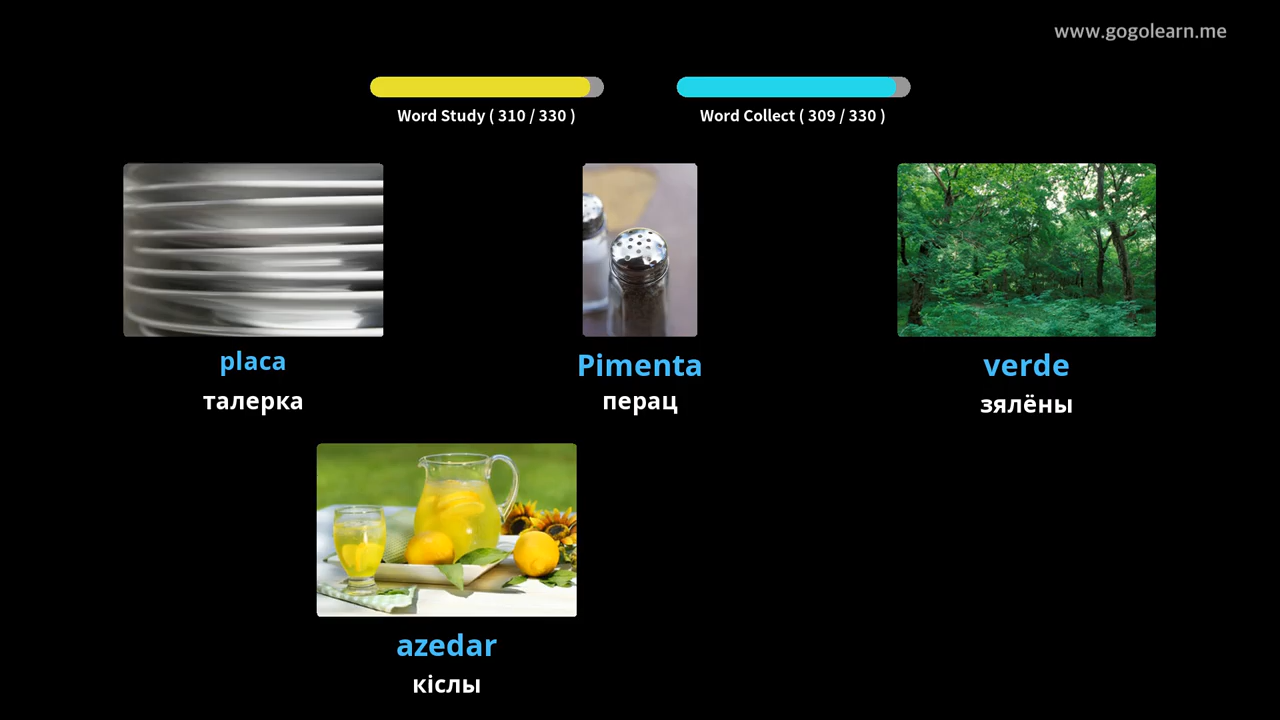 www.gogolearn.me
Word Study ( 310 / 330 )
Word Collect ( 309 / 330 )
placa
Pimenta
verde
талерка
перац
зялёны
azedar
кіслы